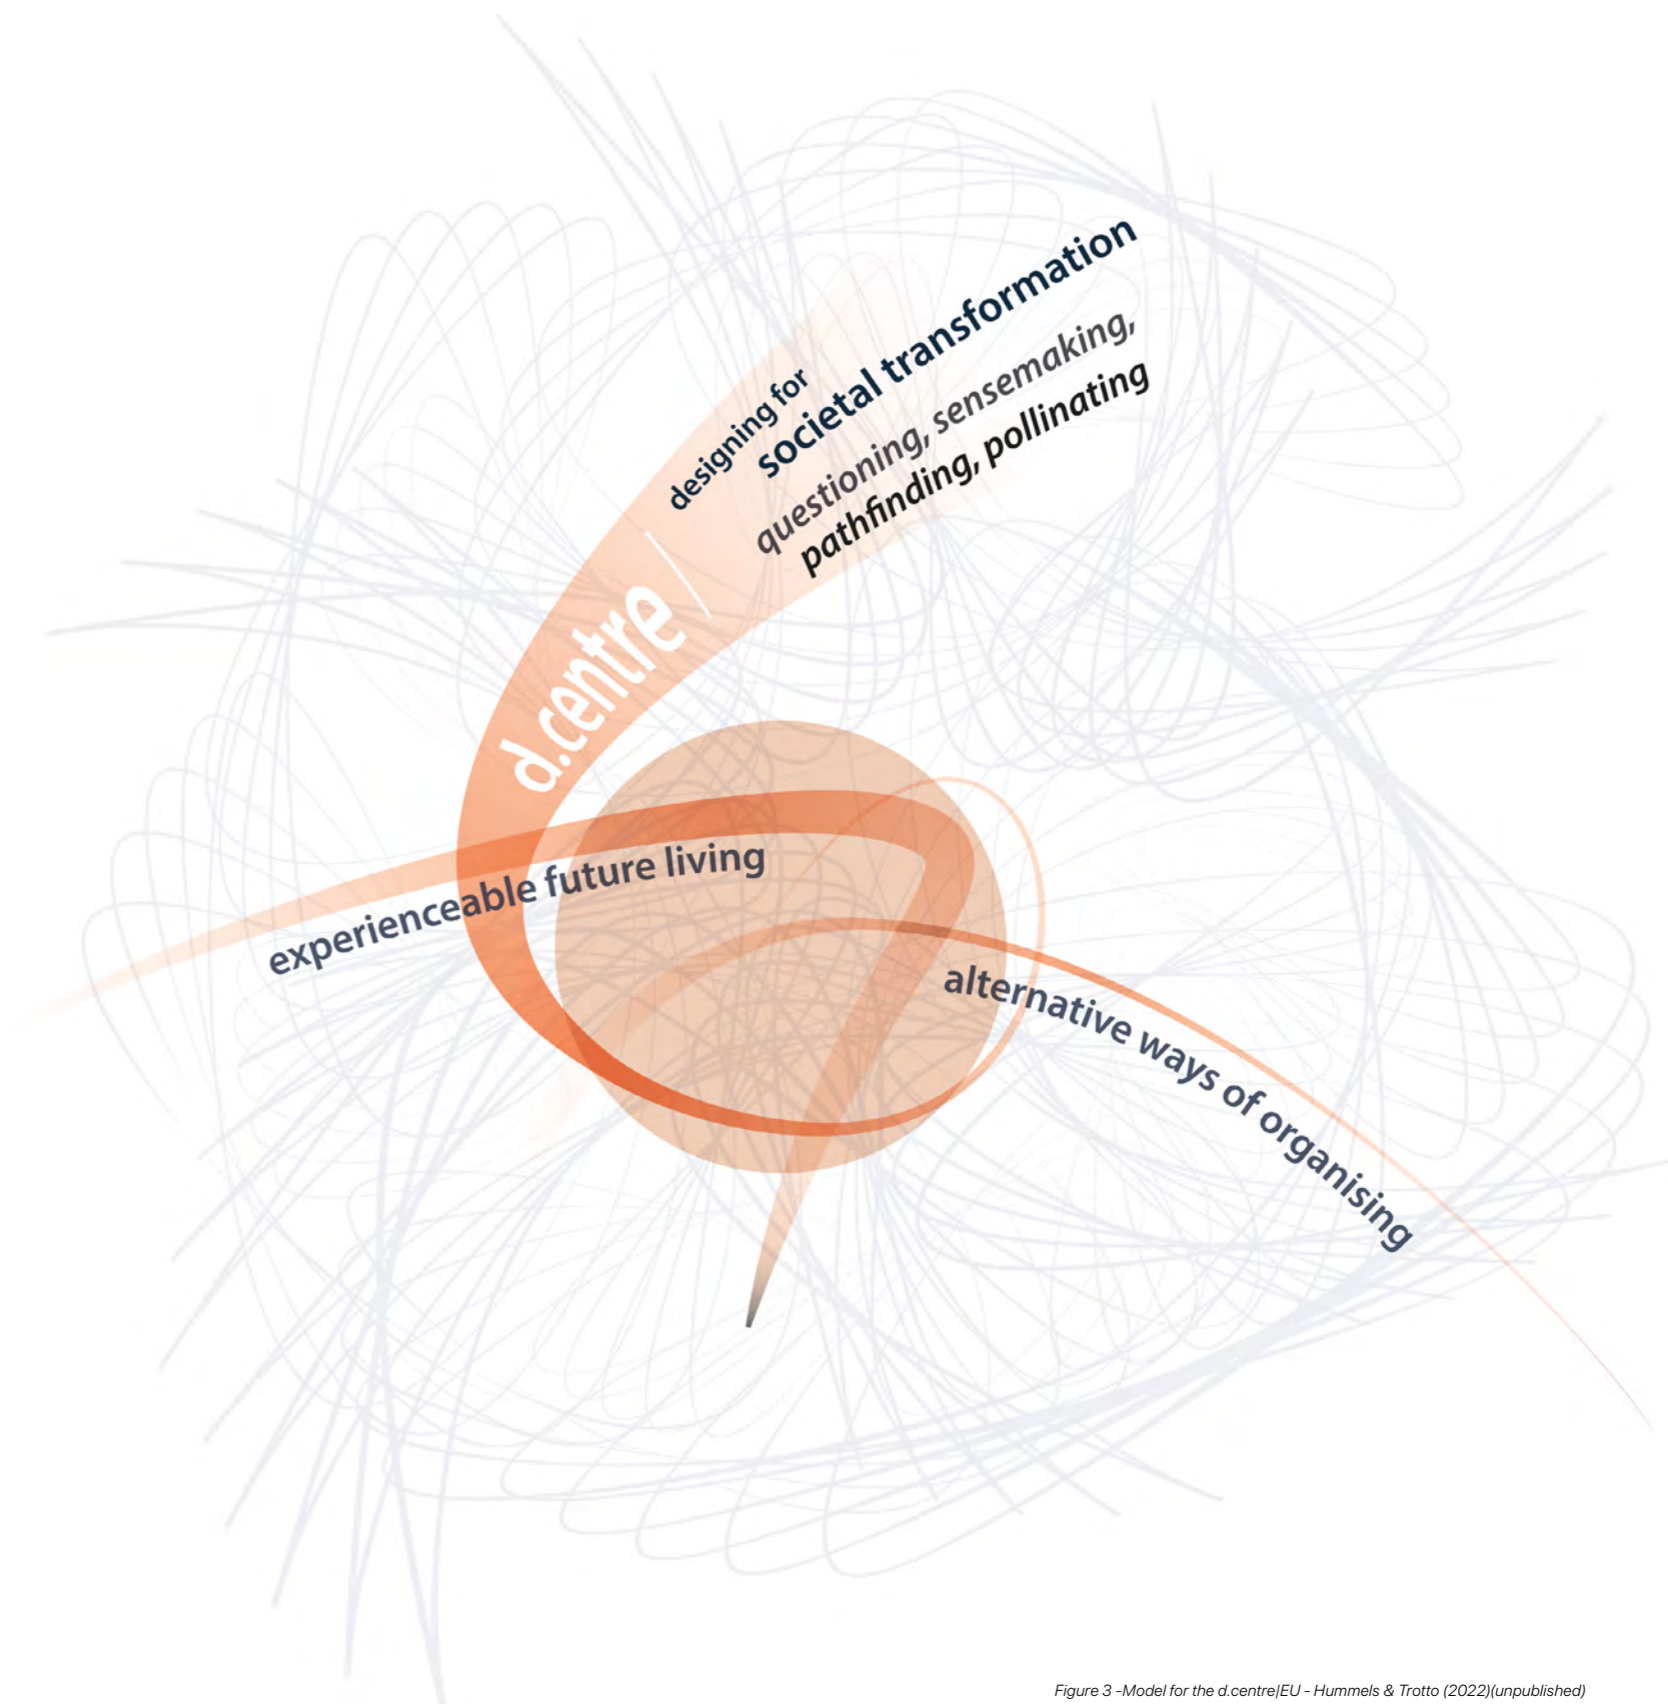 designing for
societal transformation
questioning, sensemaking,
pathfinding, pollinating
d.centre
experienceable future living
alternative ways of organising
Figure 3 -Model for the d.centre|EU - Hummels & Trotto (2022)(unpublished)